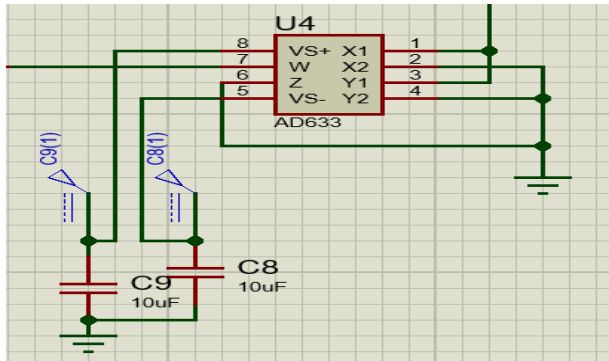 U4
8 VS+ X1 1
7 W X2 2
6 Z Y1 3
5 VS- Y2 4
AD633
C9(1)
C8(1)
C9
10uF
C8
10uF